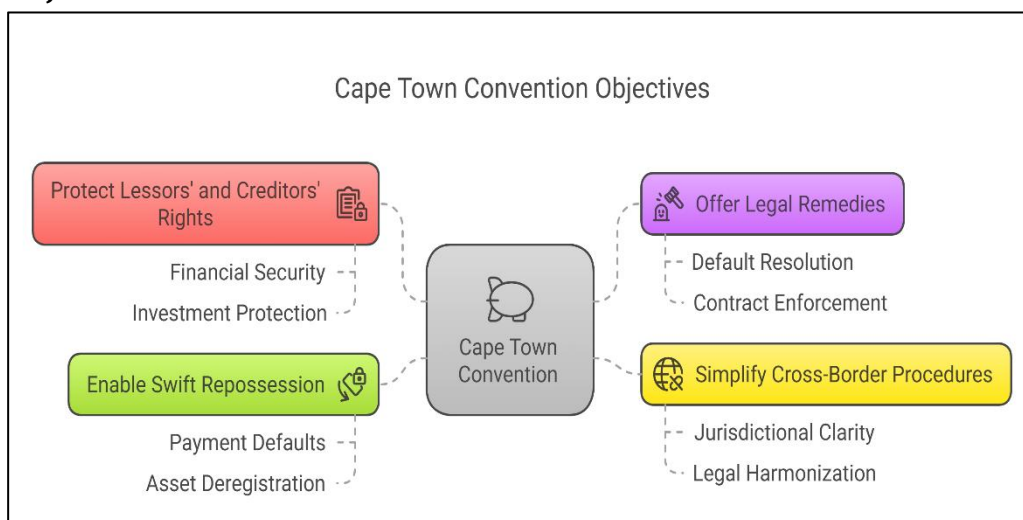 Cape Town Convention Objectives
Protect Lessors' and Creditors'
Rights
Financial Security
Investment Protection
Enable Swift Repossession
Payment Defaults
Asset Deregistration
Cape Town
Convention
Offer Legal Remedies
Default Resolution
Contract Enforcement
Simplify Cross-Border Procedures
Jurisdictional Clarity
Legal Harmonization